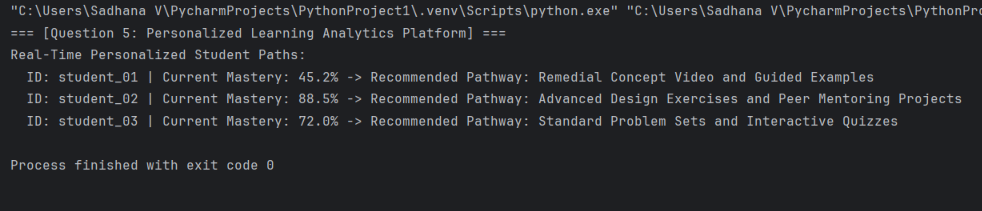 "C:\Users\Sadhana V\PycharmProjects\PythonProject1\.venv\Scripts\python.exe" "C:\Users\Sadhana V\PycharmProjects\PythonPro
=== [Question 5: Personalized Learning Analytics Platform] ===
Real-Time Personalized Student Paths:
  ID: student_01 | Current Mastery: 45.2% -> Recommended Pathway: Remedial Concept Video and Guided Examples
  ID: student_02 | Current Mastery: 88.5% -> Recommended Pathway: Advanced Design Exercises and Peer Mentoring Projects
  ID: student_03 | Current Mastery: 72.0% -> Recommended Pathway: Standard Problem Sets and Interactive Quizzes
Process finished with exit code 0